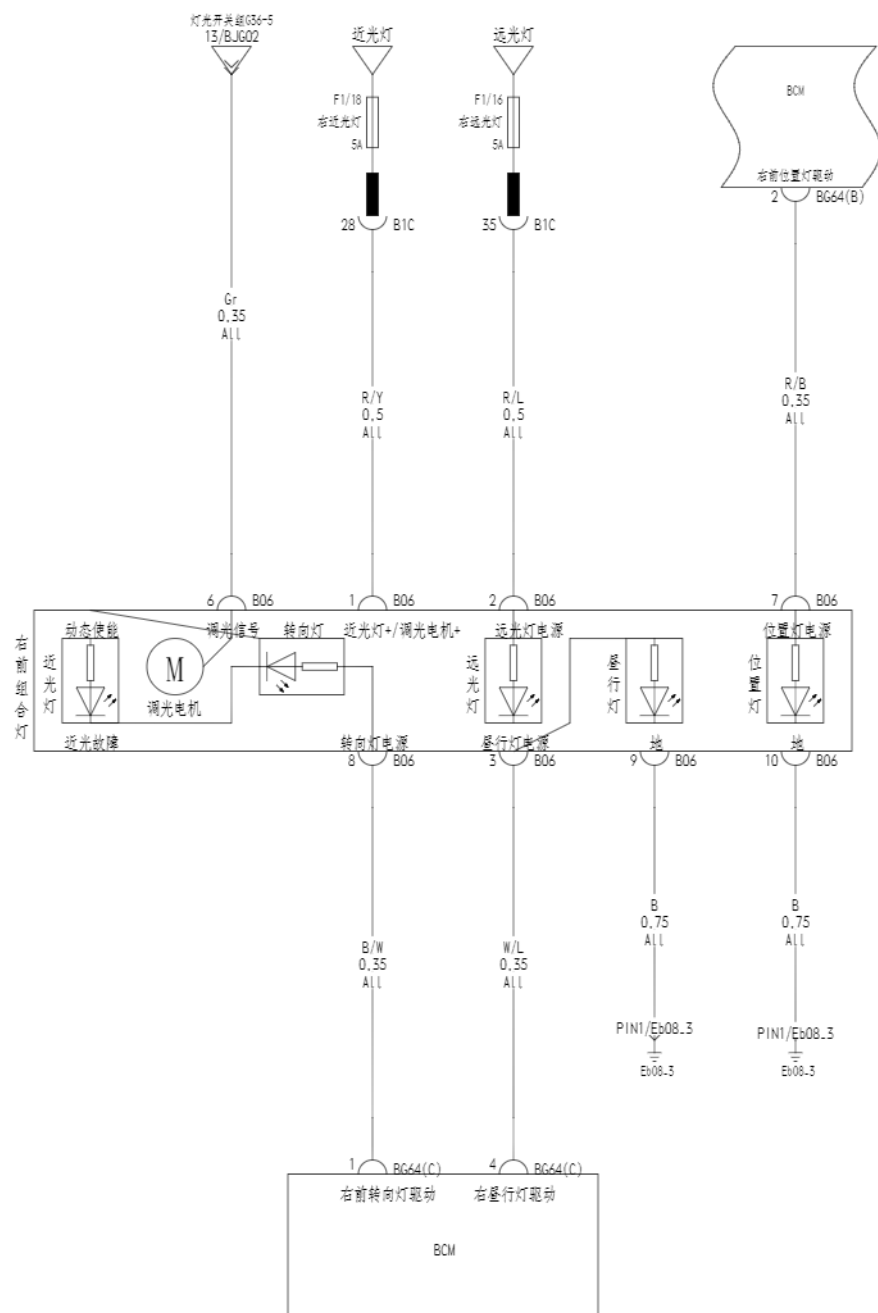 灯光开关组G36-5
13/BJG02
近光灯
远光灯
F1/18
右近光灯
5A
F1/16
右远光灯
5A
BCM
右前位置灯驱动
28 B1C
35 B1C
2 BG64(B)
Gr
0.35
All
R/Y
0.5
All
R/L
0.5
All
R/B
0.35
All
6 B06
1 B06
2 B06
7 B06
右前组合灯
动态使能
调光信号
转向灯
近光灯+/调光电机+
远光灯电源
位置灯电源
近光灯
M
远光灯
昼行灯
位置灯
调光电机
近光故障
转向灯电源
昼行灯电源
地
地
8 B06
3 B06
9 B06
10 B06
B/W
0.35
All
W/L
0.35
All
B
0.75
All
B
0.75
All
PIN1/Eb08_3
Eb08-3
PIN1/Eb08_3
Eb08-3
1 BG64(C)
4 BG64(C)
右前转向灯驱动
右昼行灯驱动
BCM